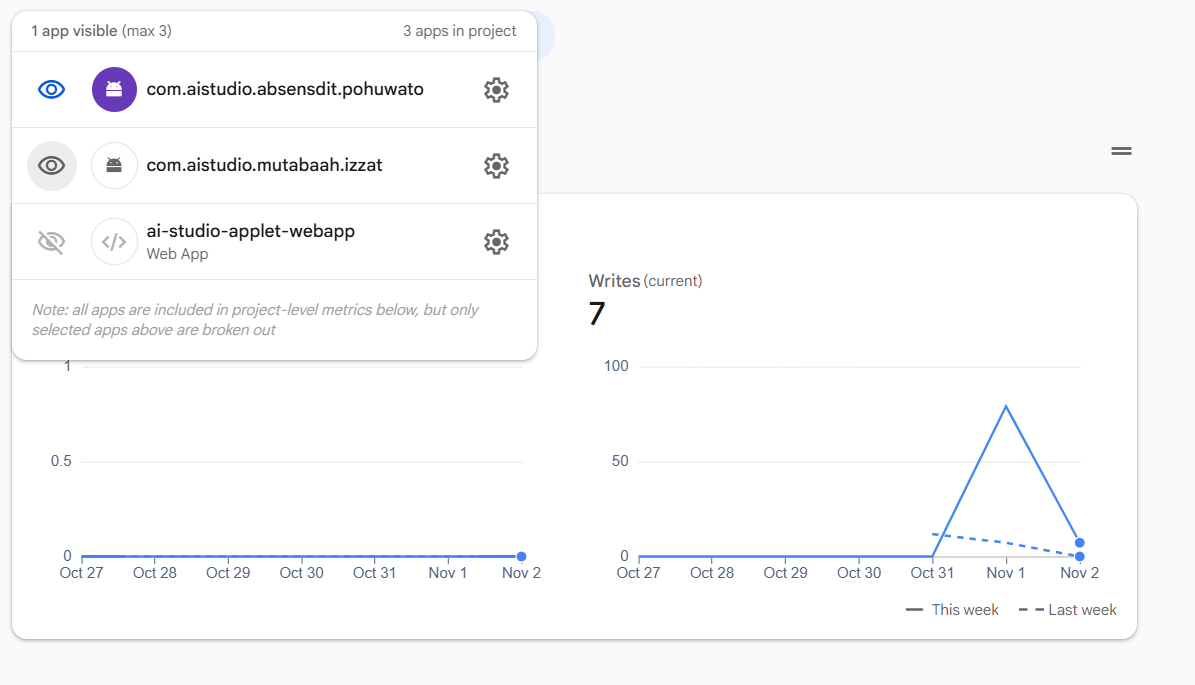 1 app visible (max 3)
3 apps in project
com.aistudio.absensdit.pohuwato
com.aistudio.mutabaah.izzat
ai-studio-applet-webapp
Web App
Note: all apps are included in project-level metrics below, but only
selected apps above are broken out
1
0.5
0
Oct 27 Oct 28 Oct 29 Oct 30 Oct 31 Nov 1 Nov 2
Writes (current)
7
100
50
0
Oct 27 Oct 28 Oct 29 Oct 30 Oct 31 Nov 1 Nov 2
This week Last week